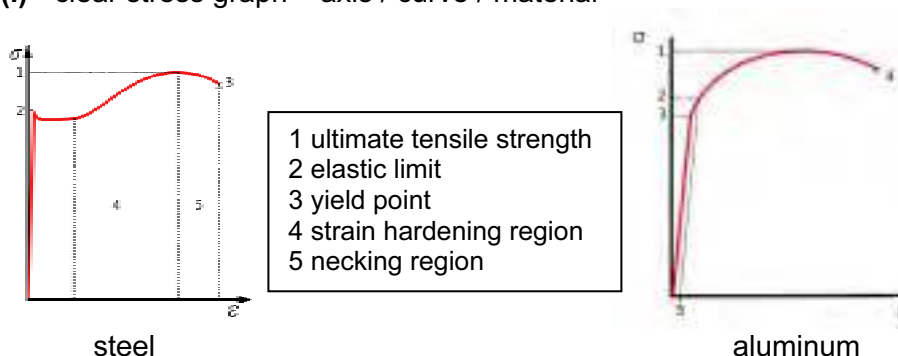 clear stress graph – axis / curve / material
σ
1
2
3
4
5
ε
steel
1 ultimate tensile strength
2 elastic limit
3 yield point
4 strain hardening region
5 necking region
σ
1
2
3
4
5
aluminum